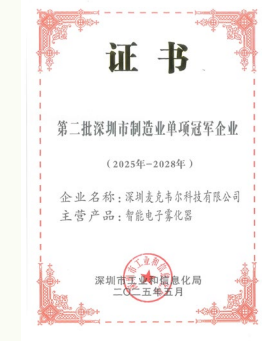 证书
第二批深圳市制造业单项冠军企业
（2025年-2028年）
企业名称：深圳麦克韦尔科技有限公司
主营产品：智能电子雾化器
深圳市工业和信息化局
二〇二五年五月